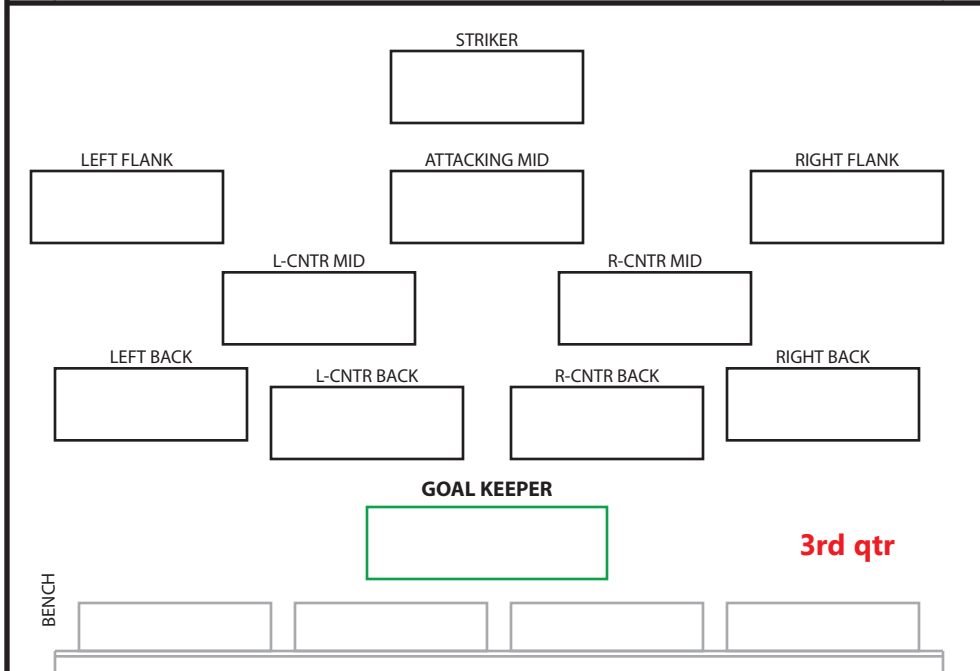 STRIKER
LEFT FLANK
ATTACKING MID
RIGHT FLANK
L-CNTR MID
R-CNTR MID
LEFT BACK
RIGHT BACK
L-CNTR BACK
R-CNTR BACK
GOAL KEEPER
3rd qtr
BENCH